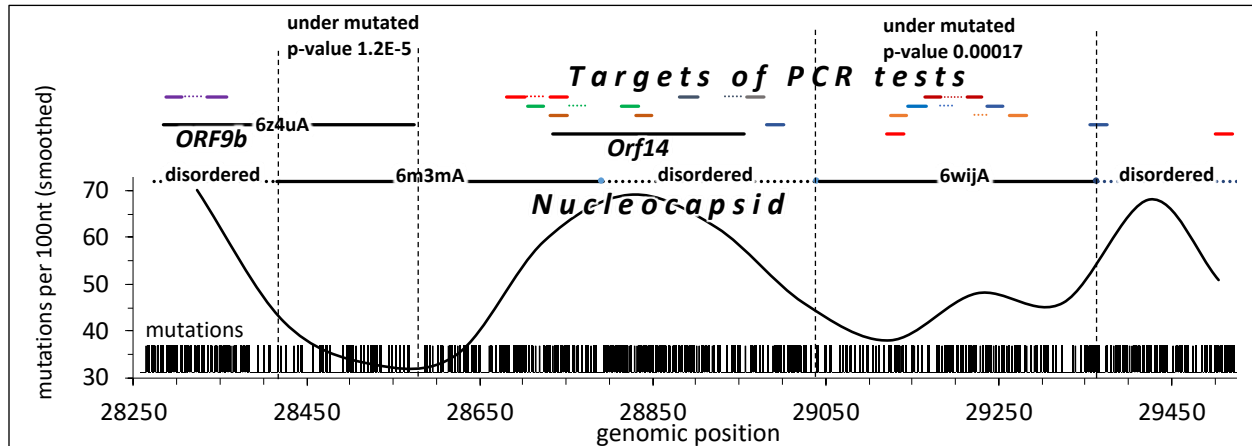 under mutated
p-value 1.2E-5
under mutated
p-value 0.00017
Targets of PCR tests
6z4uA
ORF9b
Orf14
disordered
6m3mA
disordered
6wijA
disordered
Nucleocapsid
mutations per 100nt (smoothed)
70
60
50
40
30
mutations
28250
28450
28650
28850
29050
29250
29450
genomic position